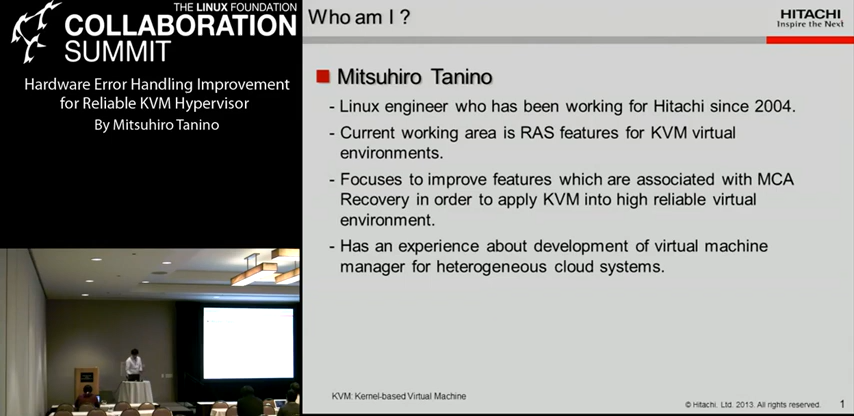 THE LINUX FOUNDATION
COLLABORATION
SUMMIT
Hardware Error Handling Improvement
for Reliable KVM Hypervisor
By Mitsuhiro Tanino
Who am I ?
HITACHI
Inspire the Next
Mitsuhiro Tanino
- Linux engineer who has been working for Hitachi since 2004.
- Current working area is RAS features for KVM virtual
environments.
- Focuses to improve features which are associated with MCA
Recovery in order to apply KVM into high reliable virtual
environment.
- Has an experience about development of virtual machine
manager for heterogeneous cloud systems.
KVM: Kernel-based Virtual Machine
© Hitachi, Ltd. 2013. All rights reserved.
1